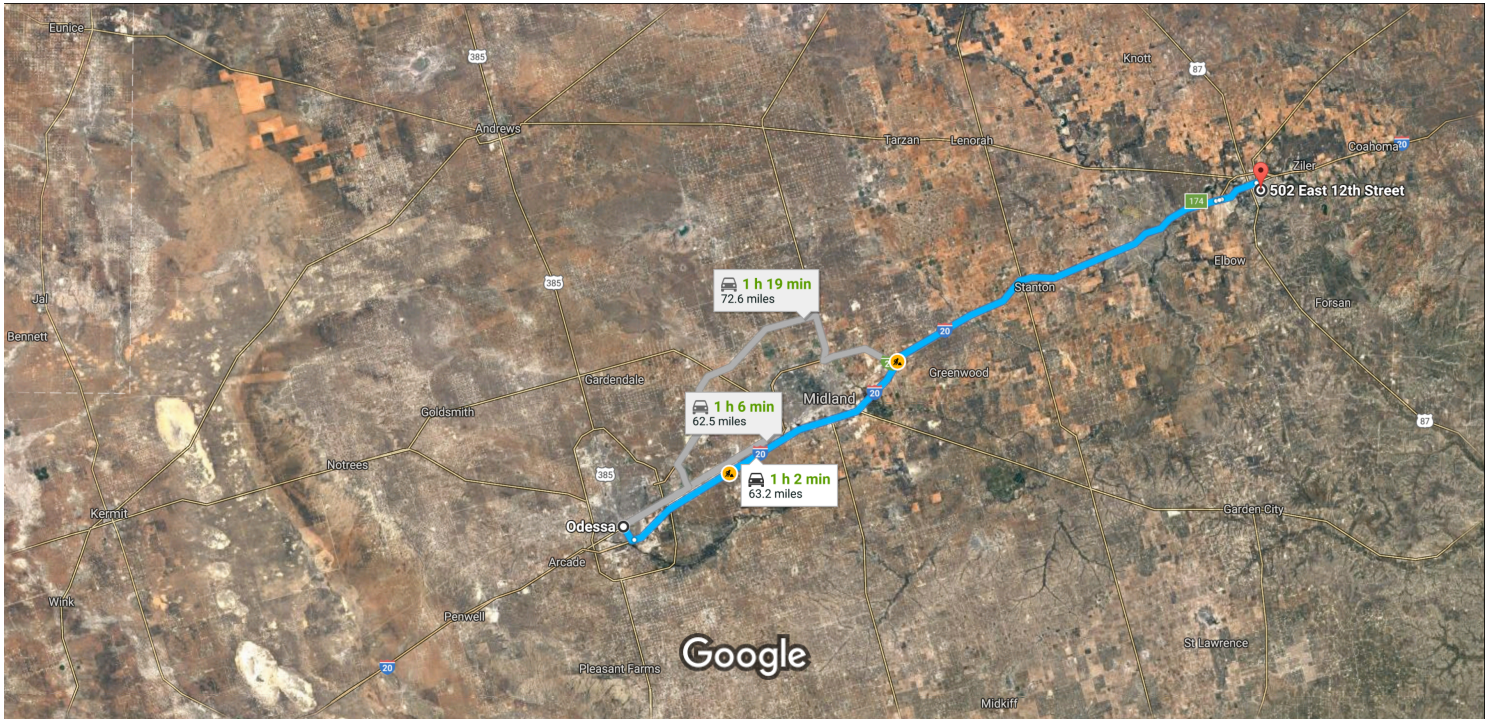 Eunice
385
Knott
87
Andrews
Tarzan
Lenorah
Coahoma
20
Ziler
502 East 12th Street
174
Elbow
385
1 h 19 min
72.6 miles
Jal
Stanton
Forsan
Bennett
20
Greenwood
Gardendale
20
Midland
1 h 6 min
62.5 miles
Goldsmith
87
20
Notrees
385
1 h 2 min
63.2 miles
Kermit
Odessa
Garden City
Arcade
Wink
Penwell
St Lawrence
Google
20
Pleasant Farms
Midkiff